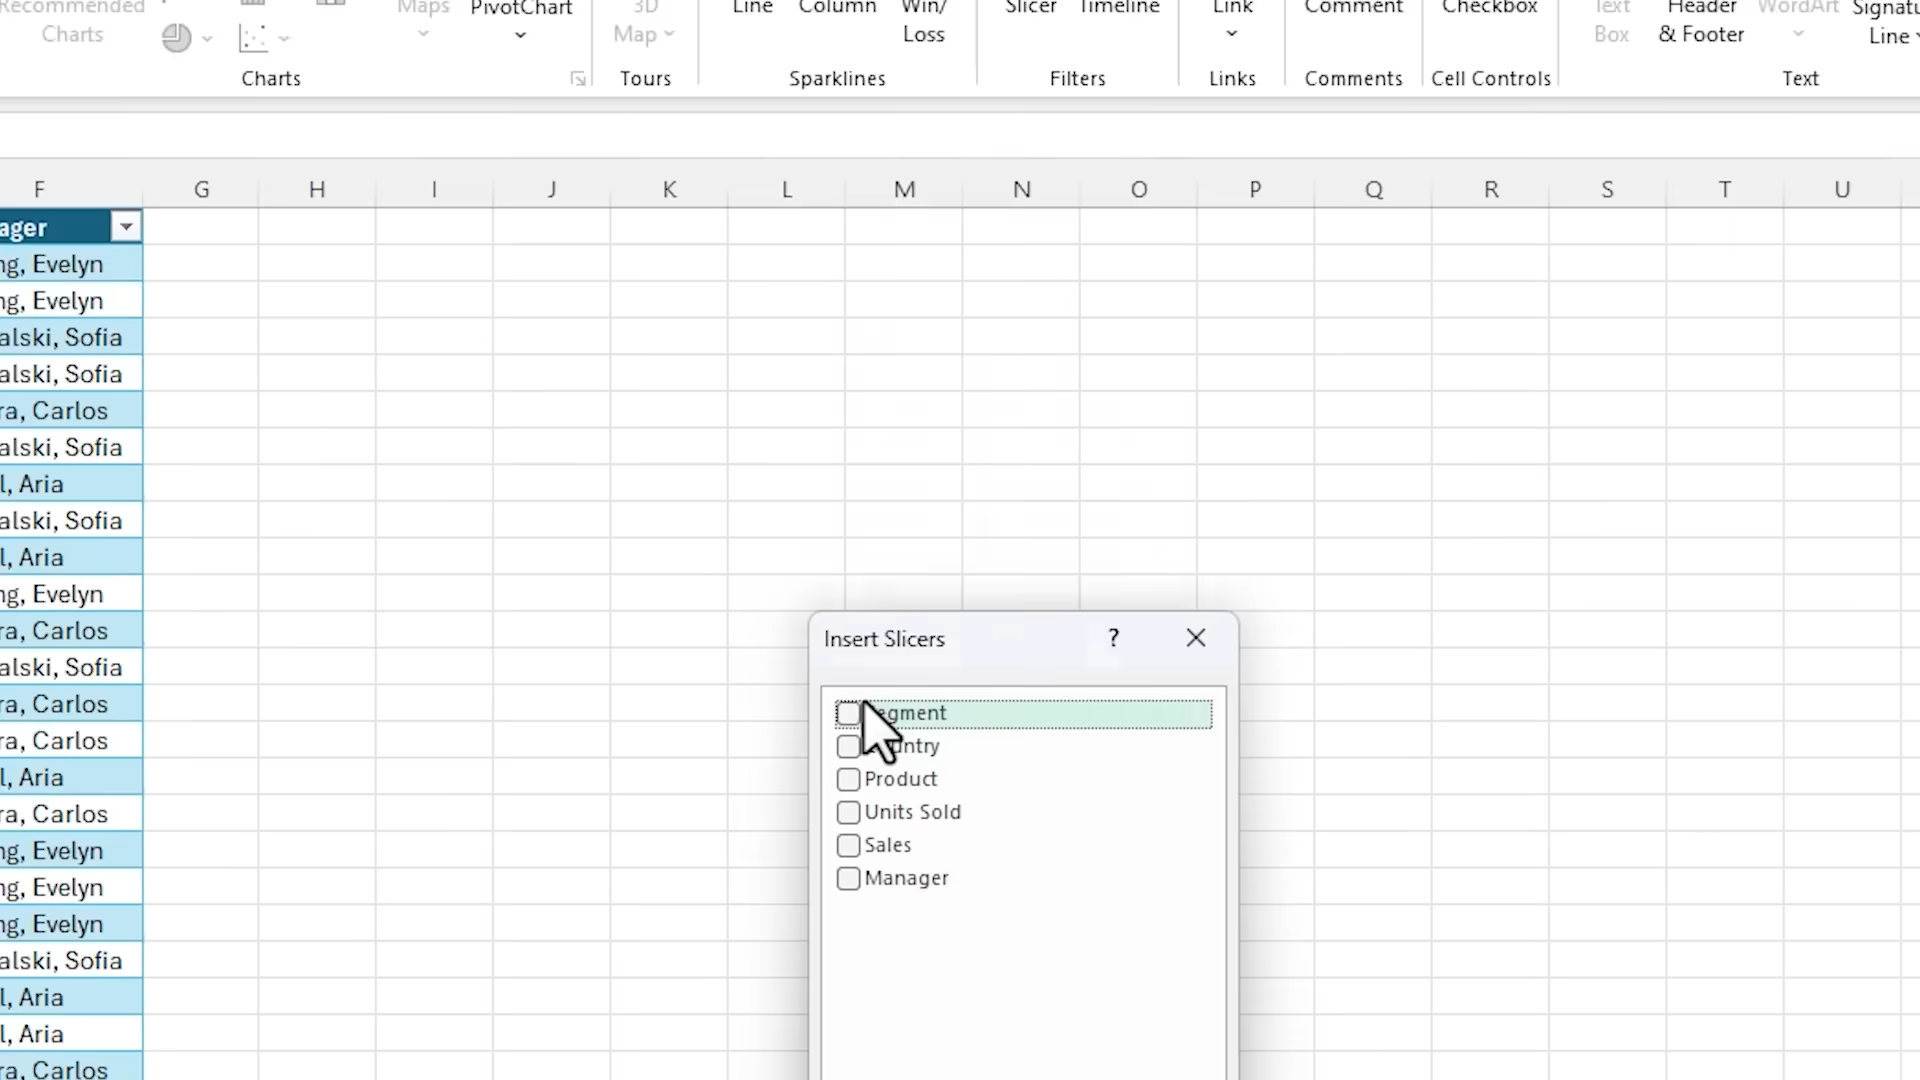 Recommended
Charts
Charts
Maps
PivotChart
3D
Map
Tours
Line
Column
Win/
Loss
Sparklines
Slicer
Timeline
Filters
Link
Links
Comment
Comments
Checkbox
Cell Controls
Text
Box
Header
& Footer
WordArt
Signatu
Line
Text
F G H I J K L M N O P Q R S T U
ager
ng, Evelyn
ng, Evelyn
alski, Sofia
alski, Sofia
ra, Carlos
alski, Sofia
l, Aria
alski, Sofia
l, Aria
ng, Evelyn
ra, Carlos
alski, Sofia
ra, Carlos
ra, Carlos
l, Aria
ra, Carlos
ng, Evelyn
ng, Evelyn
ng, Evelyn
alski, Sofia
l, Aria
l, Aria
ra, Carlos
Insert Slicers ?
egment
ntry
Product
Units Sold
Sales
Manager